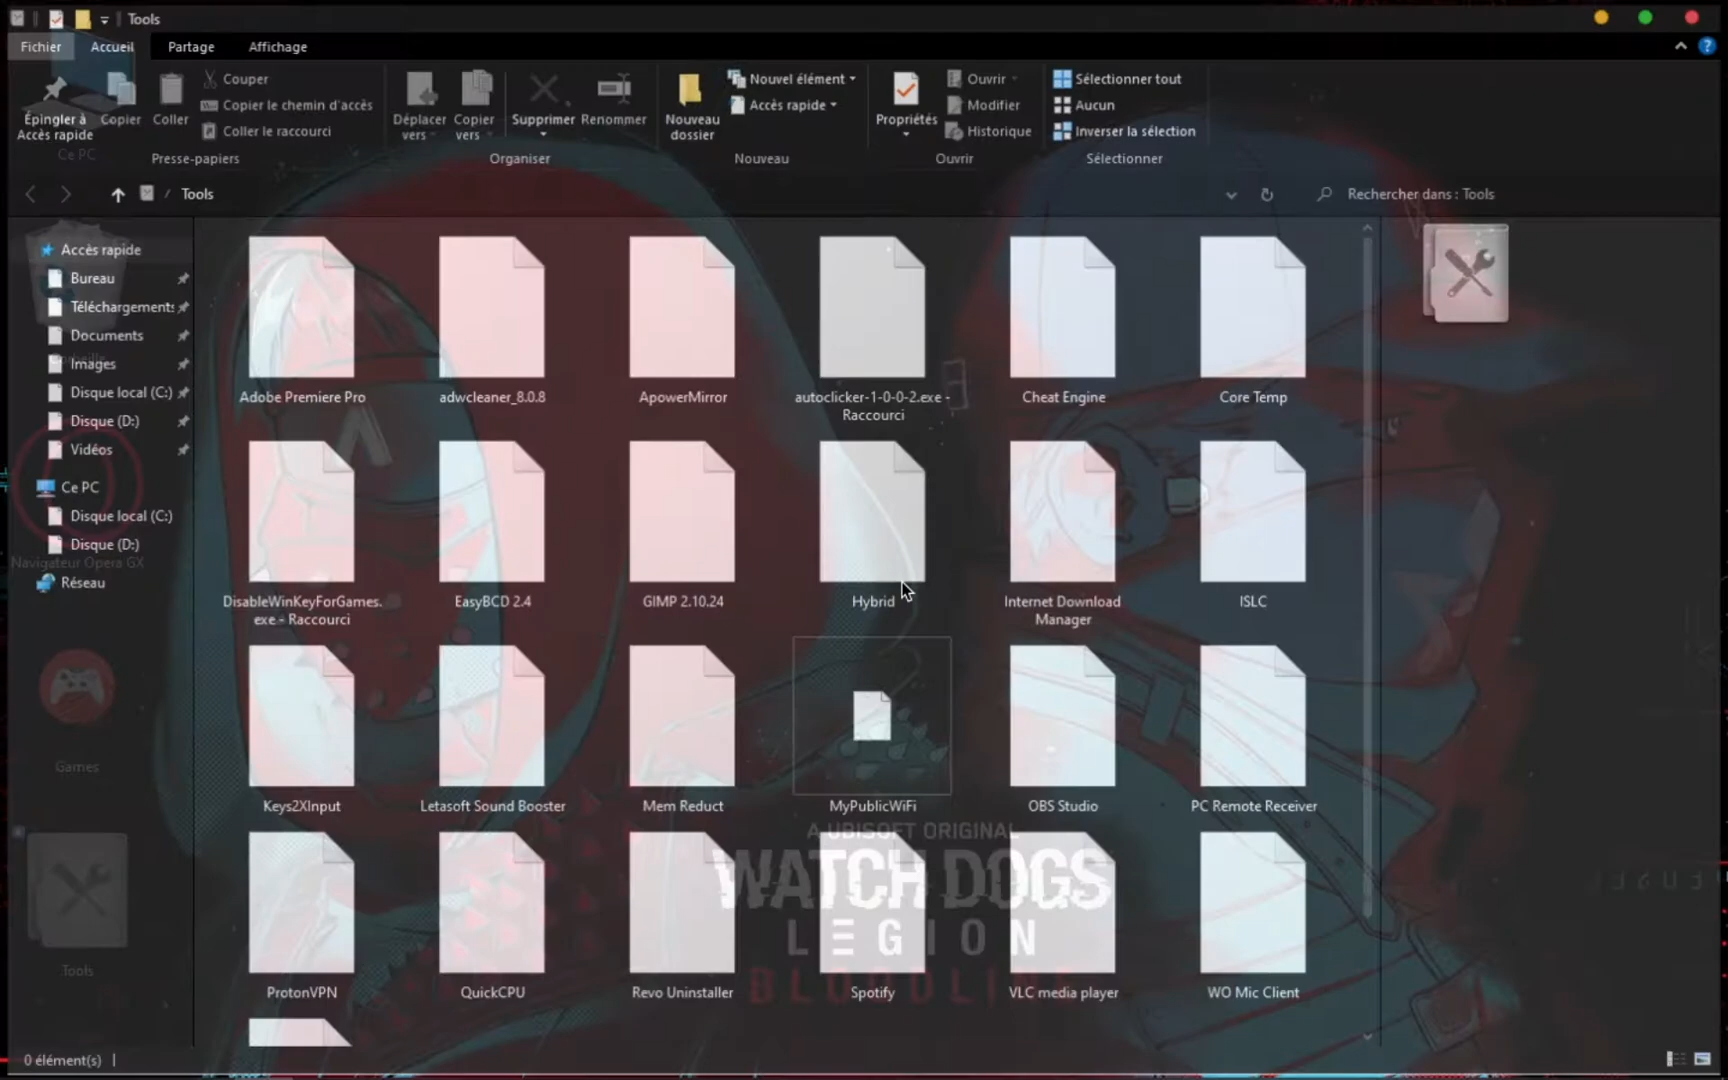 Tools
Fichier Accueil Partage Affichage
Épingler à Accès rapide
Copier
Coller
Couper
Copier le chemin d'accès
Coller le raccourci
Presse-papiers
Déplacer vers
Copier vers
Supprimer
Renommer
Organiser
Nouveau dossier
Nouvel élément
Accès rapide
Nouveau
Propriétés
Ouvrir
Modifier
Historique
Ouvrir
Sélectionner tout
Aucun
Inverser la sélection
Sélectionner
Ce PC
Tools
Rechercher dans : Tools
Accès rapide
Bureau
Téléchargements
Documents
Images
Disque local (C:)
Disque (D:)
Vidéos
Ce PC
Disque local (C:)
Disque (D:)
Navigateur Opera GX
Réseau
Games
Tools
Adobe Premiere Pro
adwcleaner_8.0.8
ApowerMirror
autoclicker-1-0-0-2.exe -
Raccourci
Cheat Engine
Core Temp
DisableWinKeyForGames.
exe - Raccourci
EasyBCD 2.4
GIMP 2.10.24
Hybrid
Internet Download
Manager
ISLC
Keys2XInput
Letasoft Sound Booster
Mem Reduct
MyPublicWiFi
OBS Studio
PC Remote Receiver
A UBISOFT ORIGINAL
WATCH DOGS
LEGION
BLOODLINE
ProtonVPN
QuickCPU
Revo Uninstaller
Spotify
VLC media player
WO Mic Client
0 élément(s)